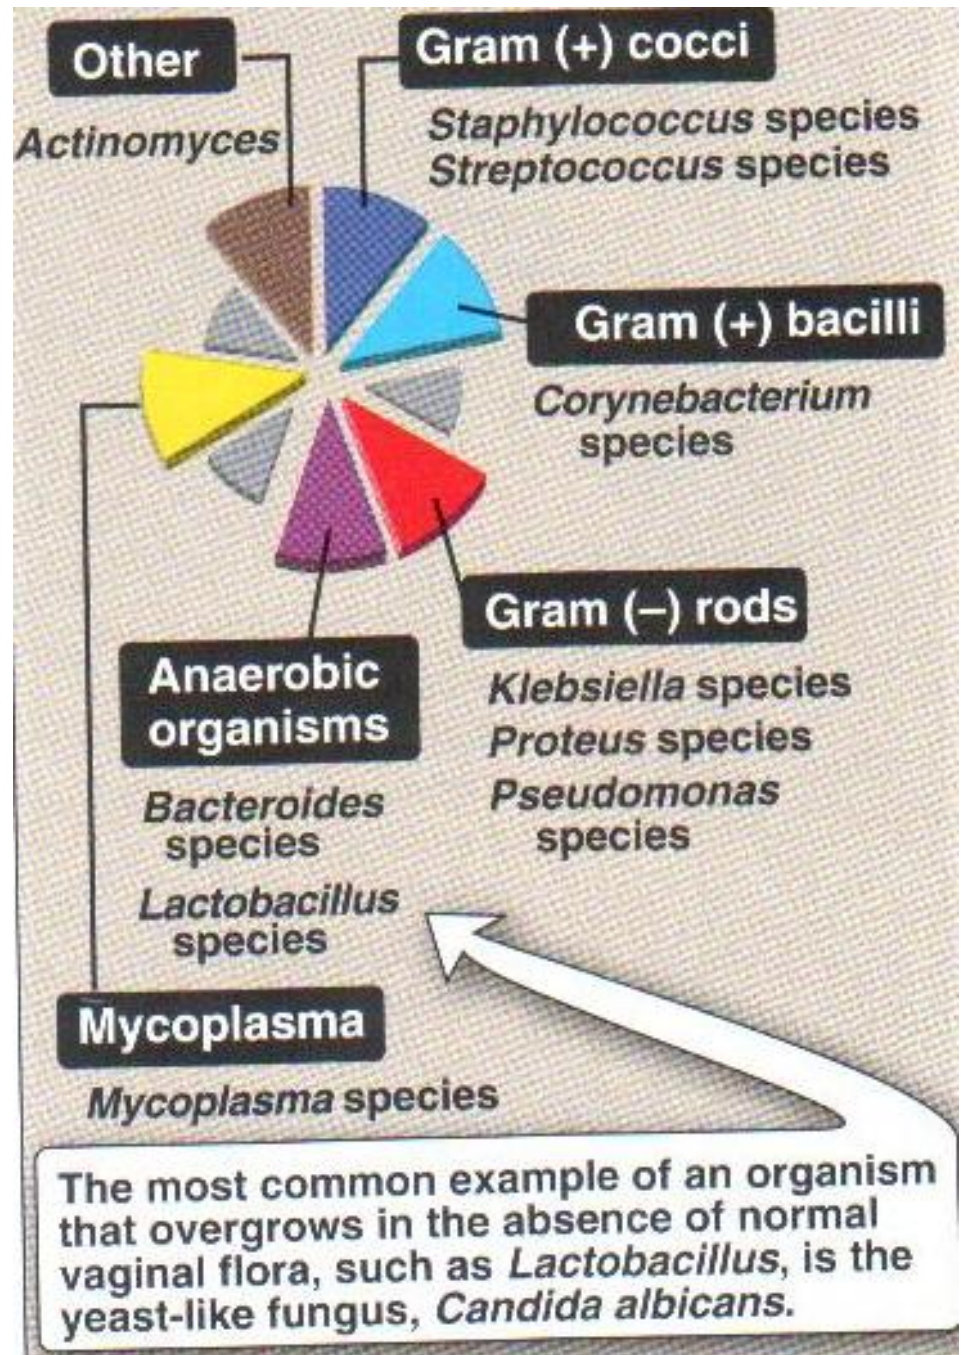 Other
Actinomyces
Gram (+) cocci
Staphylococcus species
Streptococcus species
Gram (+) bacilli
Corynebacterium
species
Gram (–) rods
Klebsiella species
Proteus species
Pseudomonas
species
Anaerobic
organisms
Bacteroides
species
Lactobacillus
species
Mycoplasma
Mycoplasma species
The most common example of an organism
that overgrows in the absence of normal
vaginal flora, such as Lactobacillus, is the
yeast-like fungus, Candida albicans.